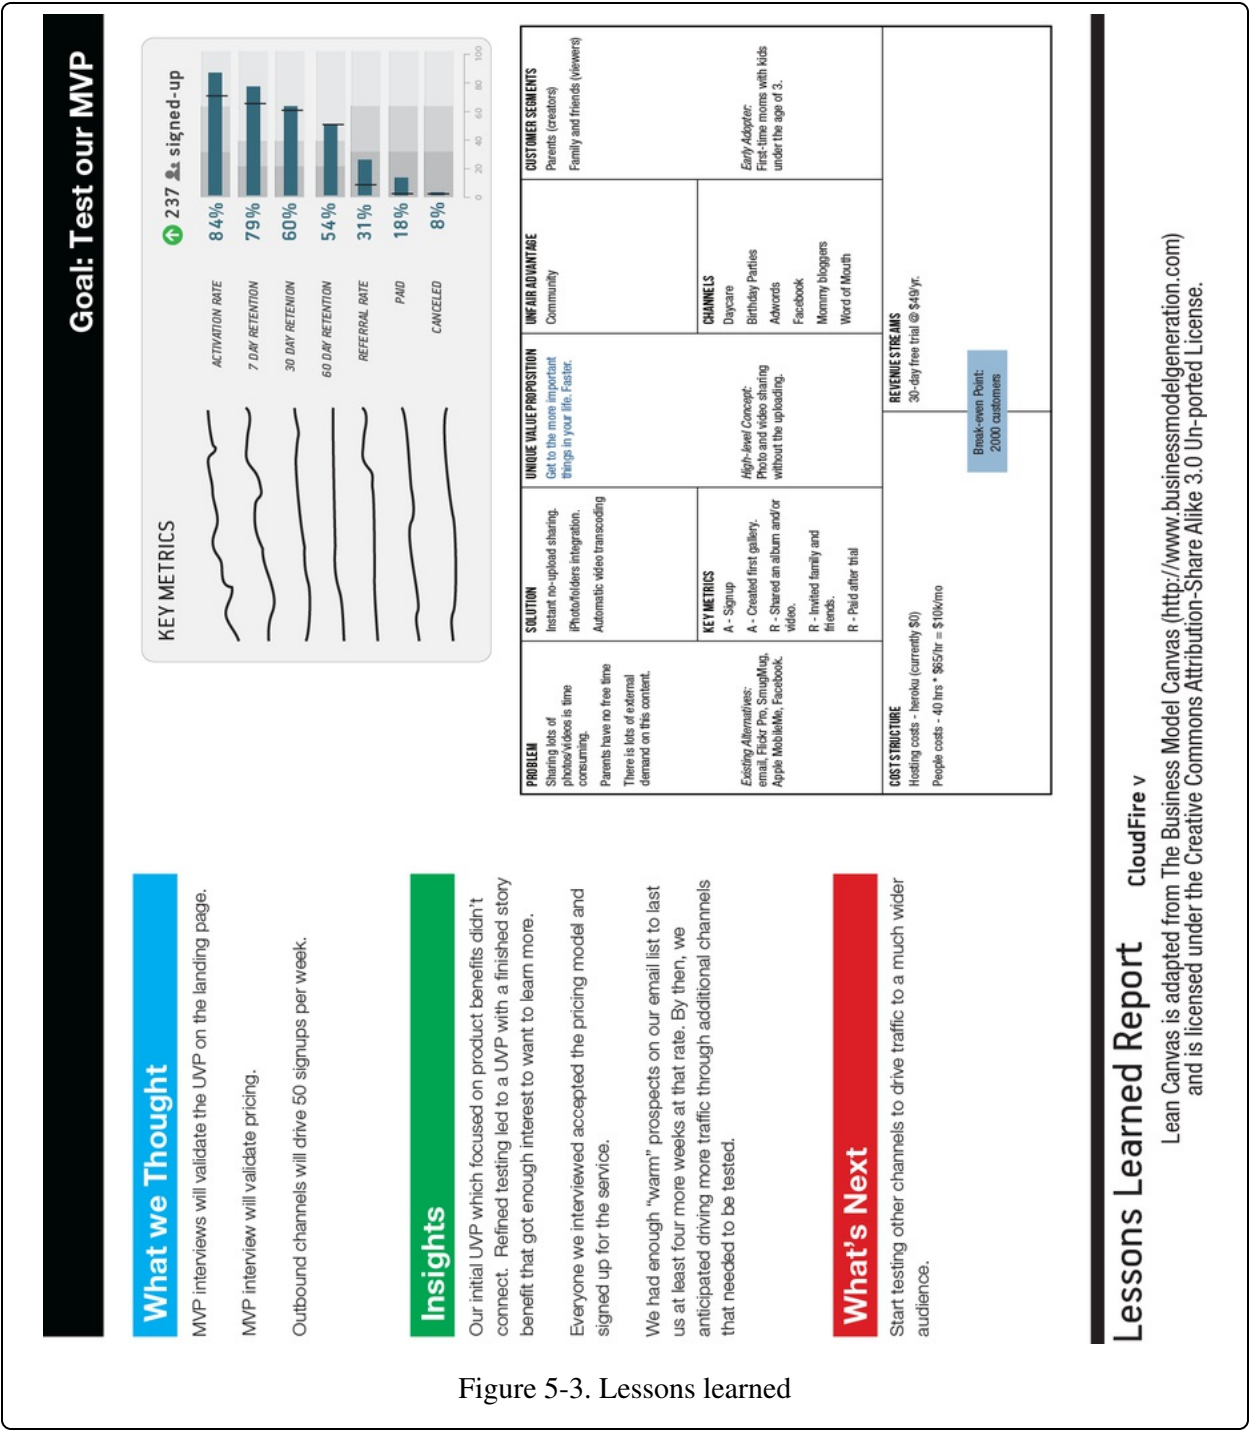 Goal: Test our MVP
What we Thought
MVP interviews will validate the UVP on the landing page.
MVP interview will validate pricing.
Outbound channels will drive 50 signups per week.
Insights
Our initial UVP which focused on product benefits didn't
connect. Refined testing led to a UVP with a finished story
benefit that got enough interest to want to learn more.
Everyone we interviewed accepted the pricing model and
signed up for the service.
We had enough “warm” prospects on our email list to last
us at least four more weeks at that rate. By then, we
anticipated driving more traffic through additional channels
that needed to be tested.
What's Next
Start testing other channels to drive traffic to a much wider
audience.
KEY METRICS
237 signed-up
ACTIVATION RATE 84%
7 DAY RETENTION 79%
30 DAY RETENION 60%
60 DAY RETENTION 54%
REFERRAL RATE 31%
PAID 18%
CANCELED 8%
0 20 40 60 80 100
PROBLEM
Sharing lots of
photos/videos is time
consuming.
Parents have no free time
There is lots of external
demand on this content.
Existing Alternatives:
email, Flickr Pro, SmugMug,
Apple MobileMe, Facebook.
SOLUTION
Instant no-upload sharing.
iPhoto/folders integration.
Automatic video transcoding
KEY METRICS
A - Signup
A - Created first gallery.
R - Shared an album and/or
video.
R - Invited family and
friends.
R - Paid after trial
UNIQUE VALUE PROPOSITION
Get to the more important
things in your life. Faster.
High-level Concept:
Photo and video sharing
without the uploading.
UNFAIR ADVANTAGE
Community
CHANNELS
Daycare
Birthday Parties
Adwords
Facebook
Mommy bloggers
Word of Mouth
CUSTOMER SEGMENTS
Parents (creators)
Family and friends (viewers)
Early Adopter:
First-time moms with kids
under the age of 3.
COST STRUCTURE
Hosting costs - heroku (currently $0)
People costs - 40 hrs * $65/hr = $10k/mo
REVENUE STREAMS
30-day free trial @ $49/yr.
Break-even Point:
2000 customers
Lessons Learned Report CloudFire v
Lean Canvas is adapted from The Business Model Canvas (http://www.businessmodelgeneration.com)
and is licensed under the Creative Commons Attribution-Share Alike 3.0 Un-ported License.
Figure 5-3. Lessons learned